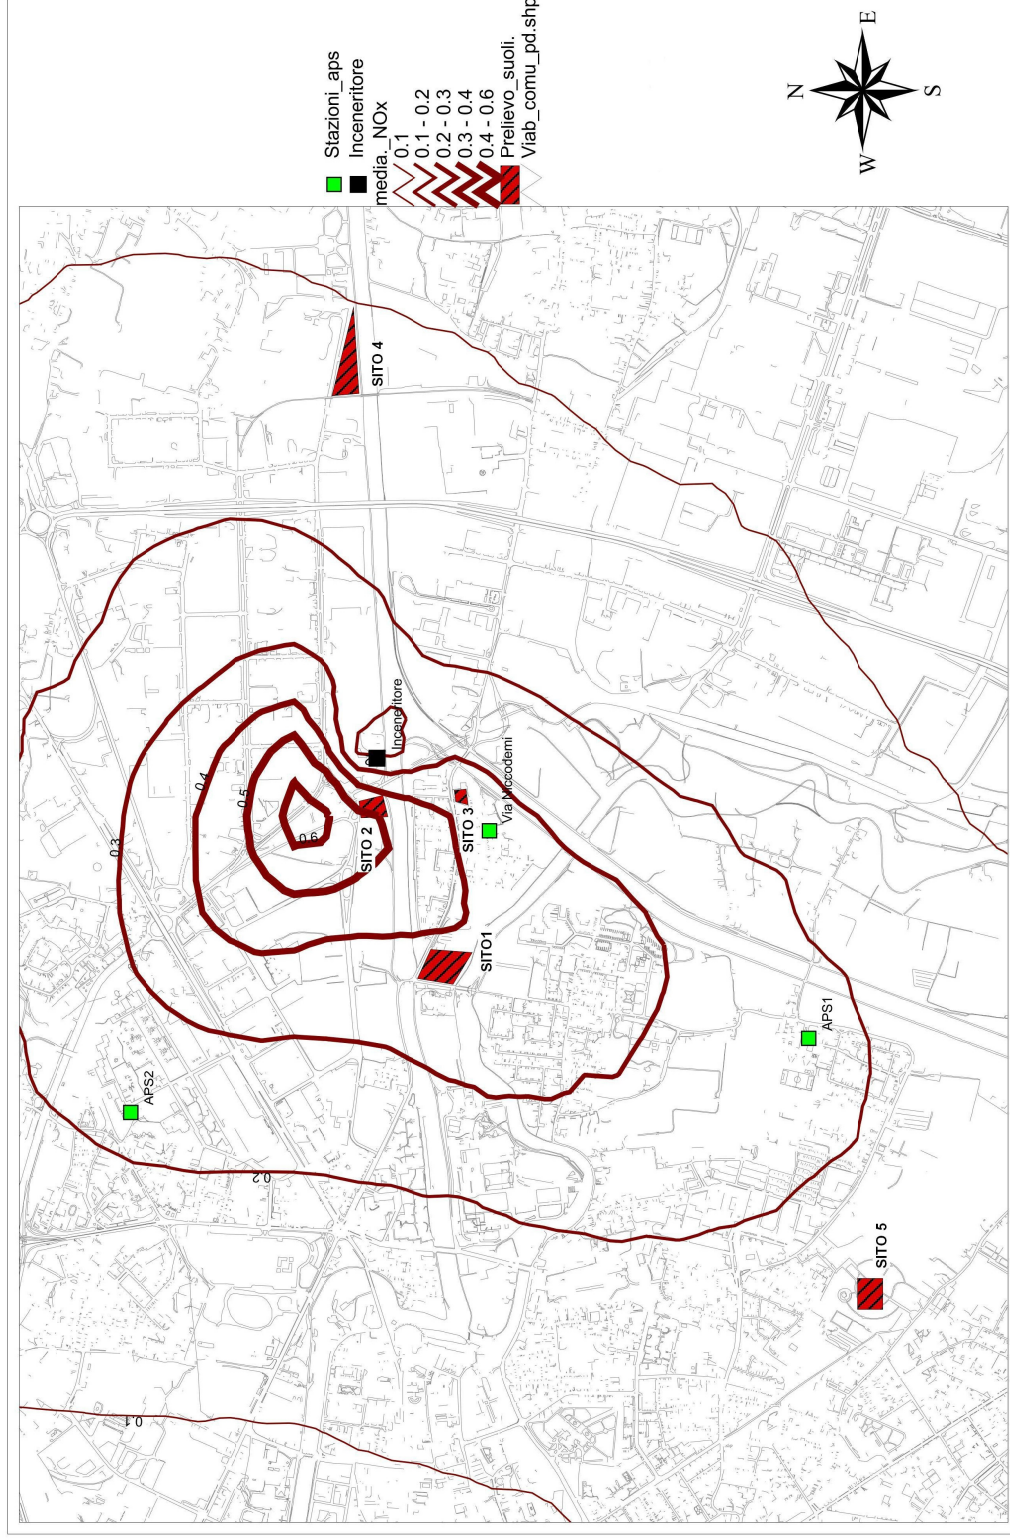 Stazioni_aps
Inceneritore
media._NOx
0.1
0.1 - 0.2
0.2 - 0.3
0.3 - 0.4
0.4 - 0.6
Prelievo_suoli.
Viab_comu_pd.shp
N
E
S
W
SITO 4
Inceneritore
Via Niccodemi
SITO 3
SITO 2
SITO1
APS1
APS2
SITO 5
0.6
0.5
0.4
0.3
0.2
0.1